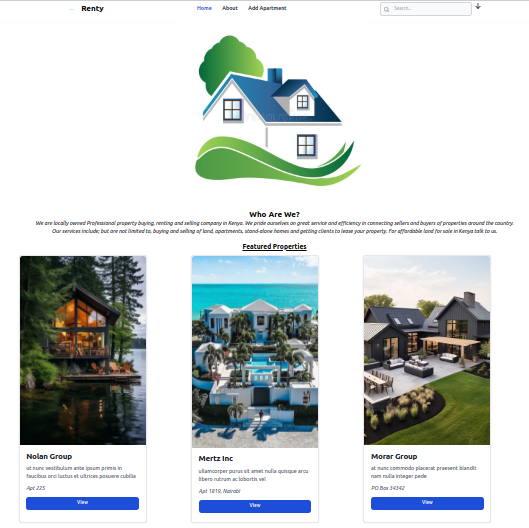 Renty
Home About Add Apartment Search...
Who Are We?
We are locally owned Professional property buying, renting and selling company in Kenya. We pride ourselves on great service and efficiency in connecting sellers and buyers of properties around the country.
Our services include; but are not limited to, buying and selling of land, apartments, stand-alone homes and getting clients to lease your property. For affordable land for sale in Kenya talk to us.
Featured Properties
Nolan Group
ut nunc vestibulum ante ipsum primis in
faucibus orci luctus et ultrices posuere cubilia
Apt 225
View
Mertz Inc
ullamcorper purus sit amet nulla quisque arcu
libero rutrum ac lobortis vel
Apt 1819, Nairobi
View
Morar Group
at nunc commodo placerat praesent blandit
nam nulla integer pede
PO Box 34342
View